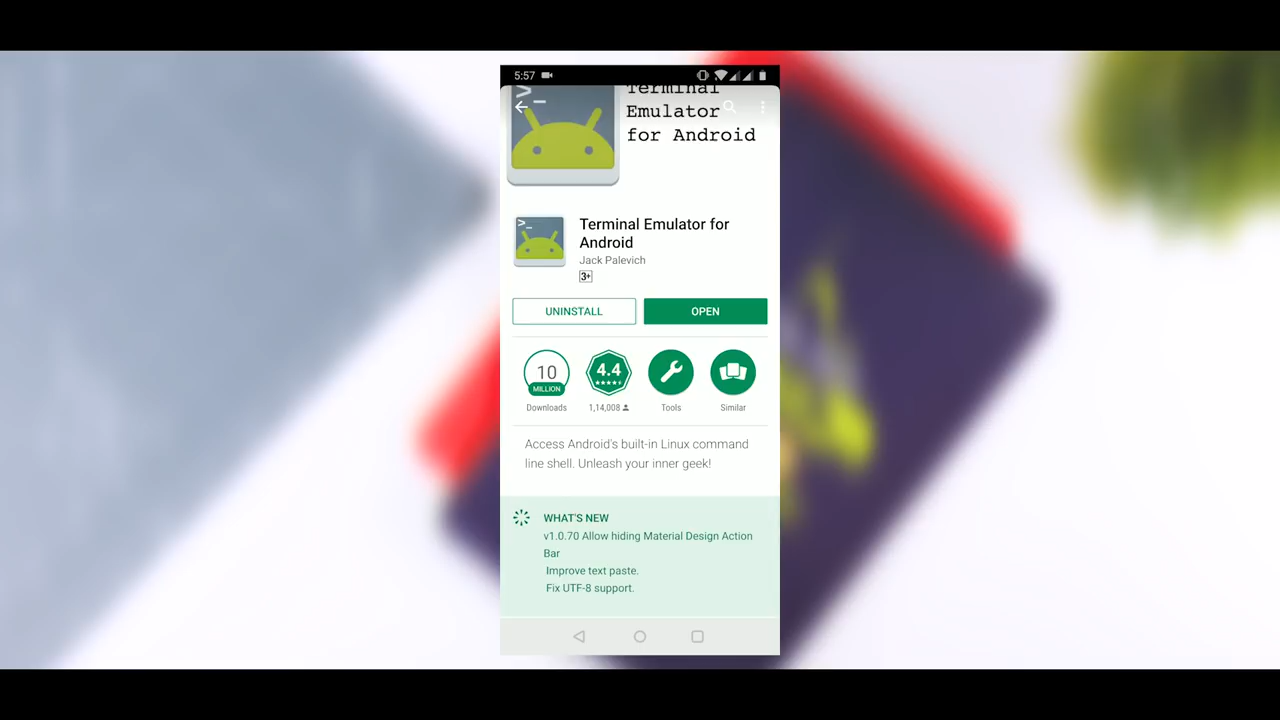 5:57
Terminal
Emulator
for Android
>_
Terminal Emulator for
Android
Jack Palevich
3+
UNINSTALL
OPEN
10
MILLION
4.4
Downloads
1,14,008
Tools
Similar
Access Android's built-in Linux command
line shell. Unleash your inner geek!
WHAT'S NEW
v1.0.70 Allow hiding Material Design Action
Bar
Improve text paste.
Fix UTF-8 support.